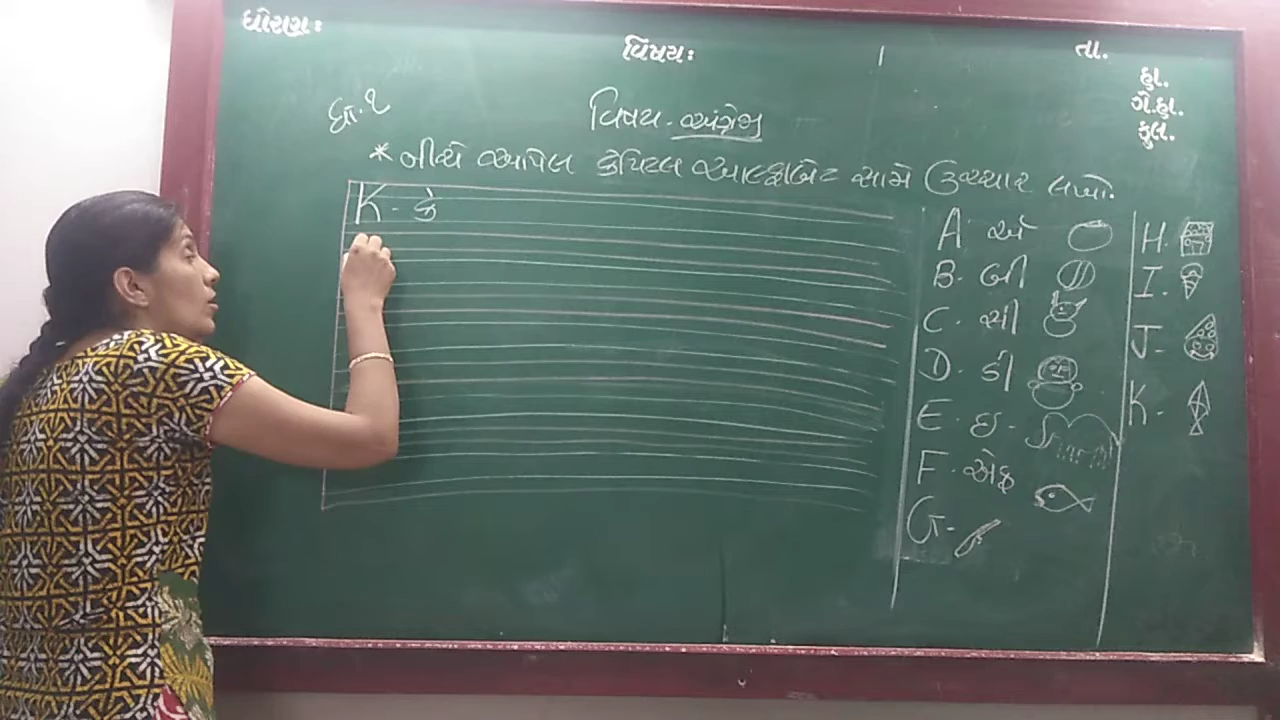 ધોરણઃ
વિષયઃ
તા.
હા.
ગે.હા.
કુલ.
ધો. ૧
વિષય - અંગ્રેજી
* નીચે આપેલ કેપિટલ આલ્ફાબેટ સામે ઉચ્ચાર લખો.
K - કે
A એ
B. બી
C. સી
D. ડી
E. ઇ -
F. એફ
G -
H.
I.
J -
K.